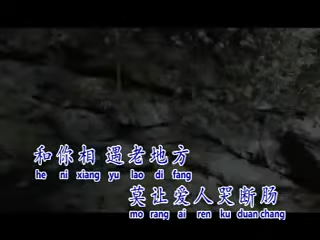 和你相遇老地方
he ni xiang yu lao di fang
莫让爱人哭断肠
mo rang ai ren ku duan chang